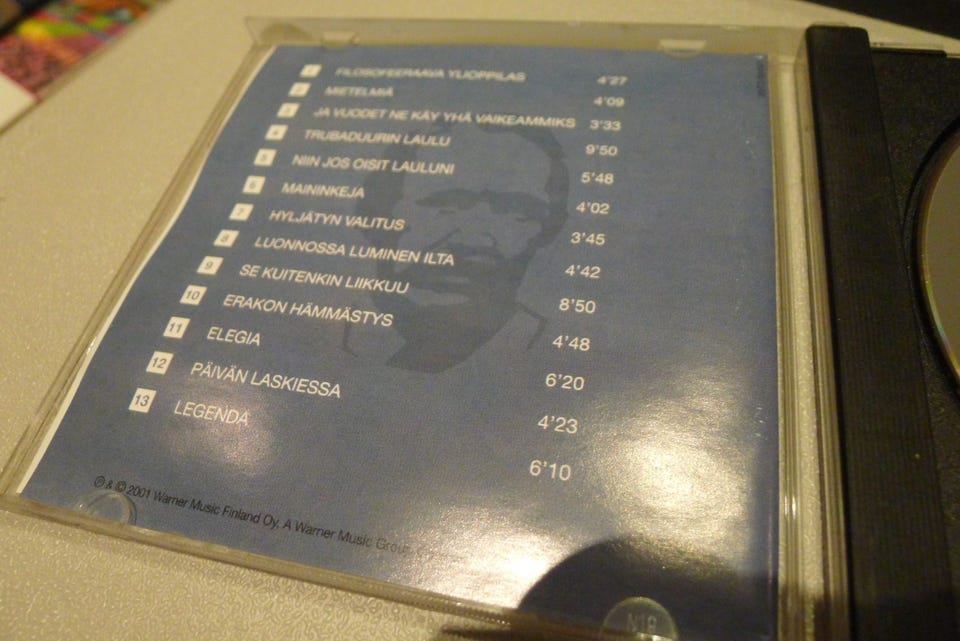 1 FILOSOFEERAAVA YLIOPPILAS 4'27
2 MIETELMIÄ 4'09
3 JA VUODET NE KÄY YHÄ VAIKEAMMIKS 3'33
4 TRUBADUURIN LAULU 9'50
5 NIIN JOS OISIT LAULUNI 5'48
6 MAININKEJA 4'02
7 HYLJÄTYN VALITUS 3'45
8 LUONNOSSA LUMINEN ILTA 4'42
9 SE KUITENKIN LIIKKUU 8'50
10 ERAKON HÄMMÄSTYS 4'48
11 ELEGIA 6'20
12 PÄIVÄN LASKIESSA 4'23
13 LEGENDA 6'10
℗ & © 2001 Warner Music Finland Oy. A Warner Music Group